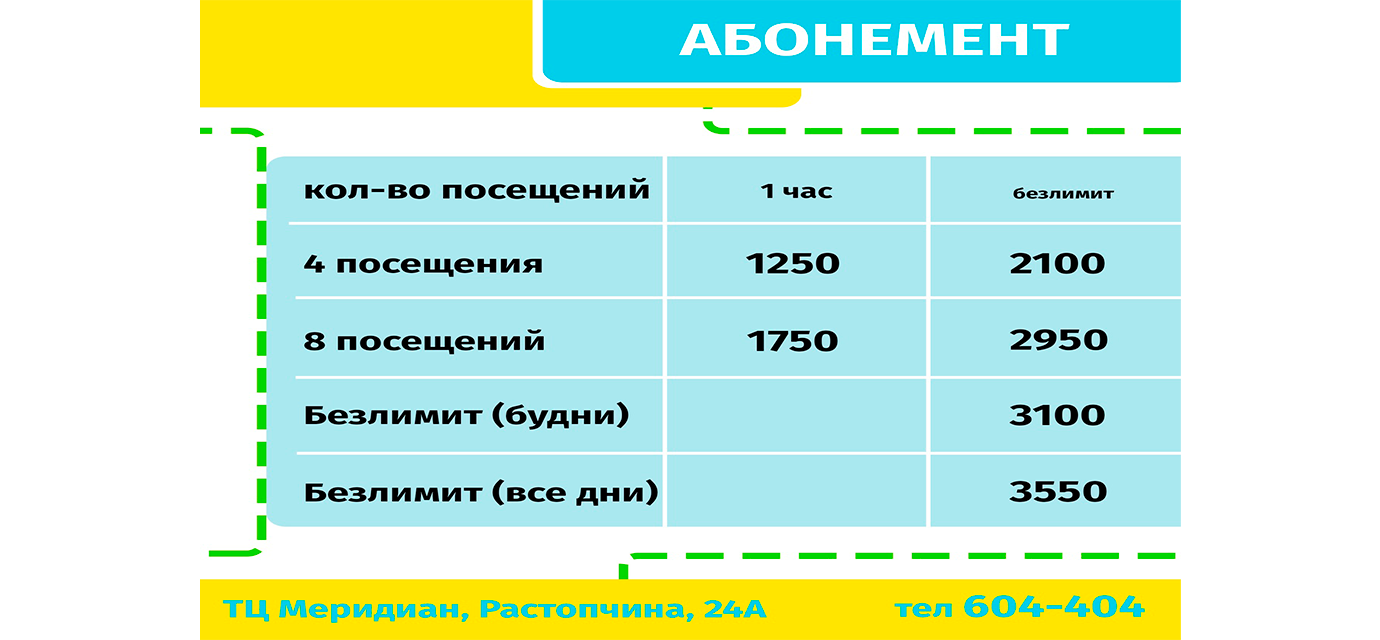 АБОНЕМЕНТ
кол-во посещений 1 час безлимит
4 посещения 1250 2100
8 посещений 1750 2950
Безлимит (будни) 3100
Безлимит (все дни) 3550
ТЦ Меридиан, Растопчина, 24А тел 604-404